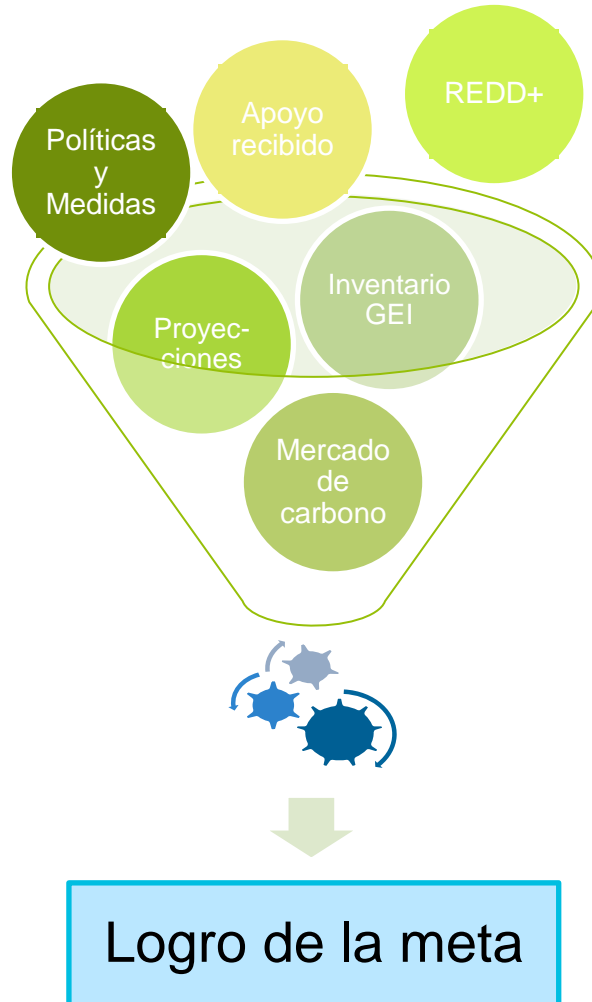 REDD+
Apoyo
recibido
Políticas
y
Medidas
Inventario
GEI
Proyec-
ciones
Mercado
de
carbono
Logro de la meta